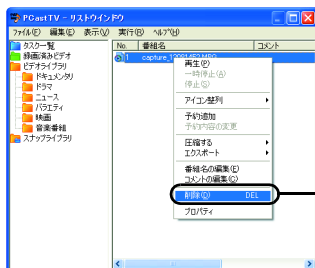 PCastTV - リストウインドウ
ファイル(F) 編集(E) 表示(V) 実行(R) ヘルプ(H)
タスク一覧
録画済みビデオ
ビデオライブラリ
ドキュメンタリ
ドラマ
ニュース
バラエティ
映画
音楽番組
スナップライブラリ
No. 番組名 コメント
1
再生(P)
一時停止(A)
停止(S)
アイコン整列
予約追加
予約内容の変更
圧縮する
エクスポート
番組名の編集(E)
コメントの編集(C)
削除(D) DEL
プロパティ